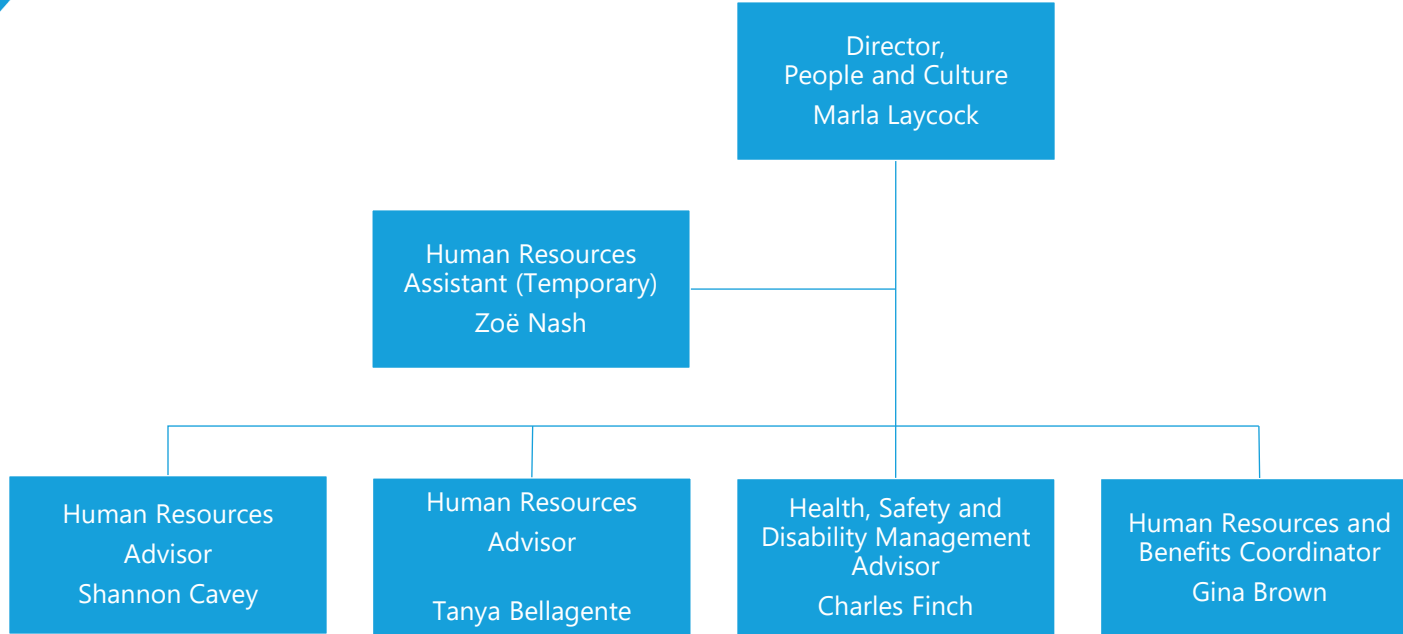 Director,
People and Culture
Marla Laycock
Human Resources
Assistant (Temporary)
Zoë Nash
Human Resources
Advisor
Shannon Cavey
Human Resources
Advisor
Tanya Bellagente
Health, Safety and
Disability Management
Advisor
Charles Finch
Human Resources and
Benefits Coordinator
Gina Brown